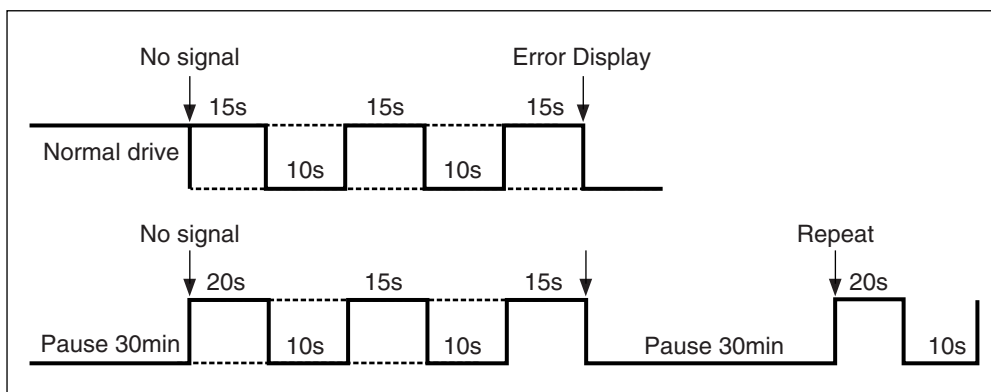 No signal Error Display
15s 15s 15s
Normal drive
10s 10s
No signal Repeat
20s 15s 15s 20s
Pause 30min 10s 10s Pause 30min 10s